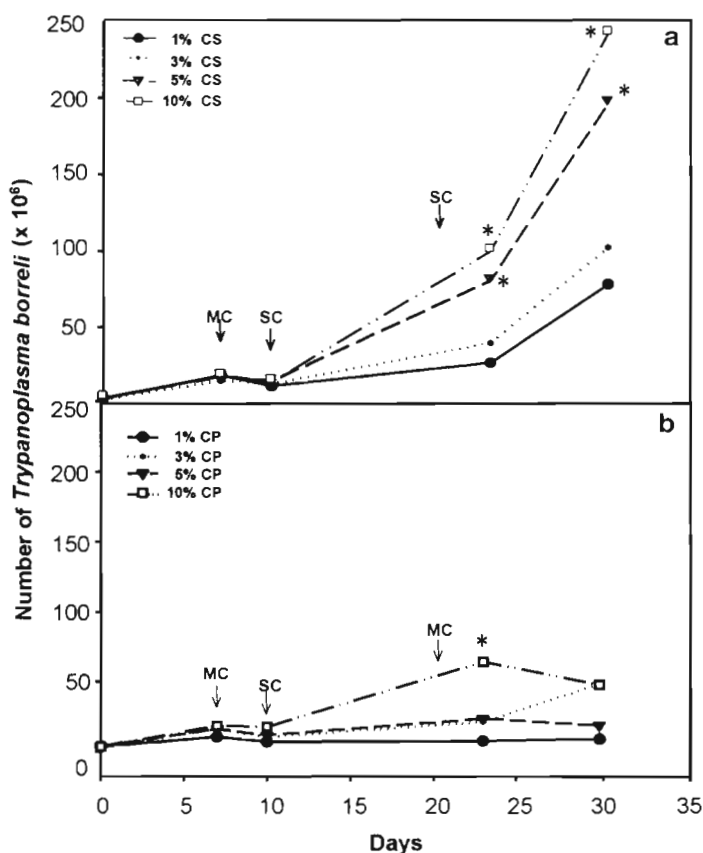 Number of Trypanoplasma borreli (x 10⁶)
a
250
200
150
100
50
1% CS
3% CS
5% CS
10% CS
MC
SC
SC
*
*
*
*
b
250
200
150
100
50
0
1% CP
3% CP
5% CP
10% CP
MC
SC
MC
*
0 5 10 15 20 25 30 35
Days